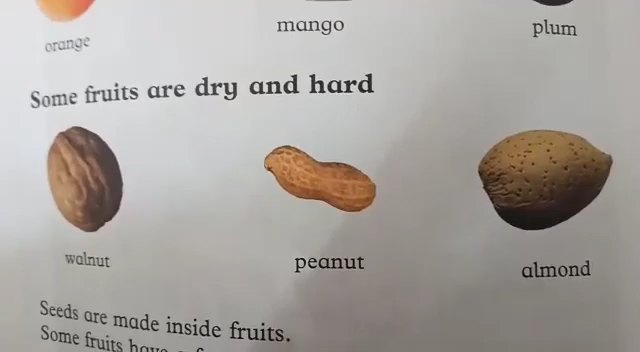 orange
mango
plum
Some fruits are dry and hard
walnut
peanut
almond
Seeds are made inside fruits.
Some fruits have a